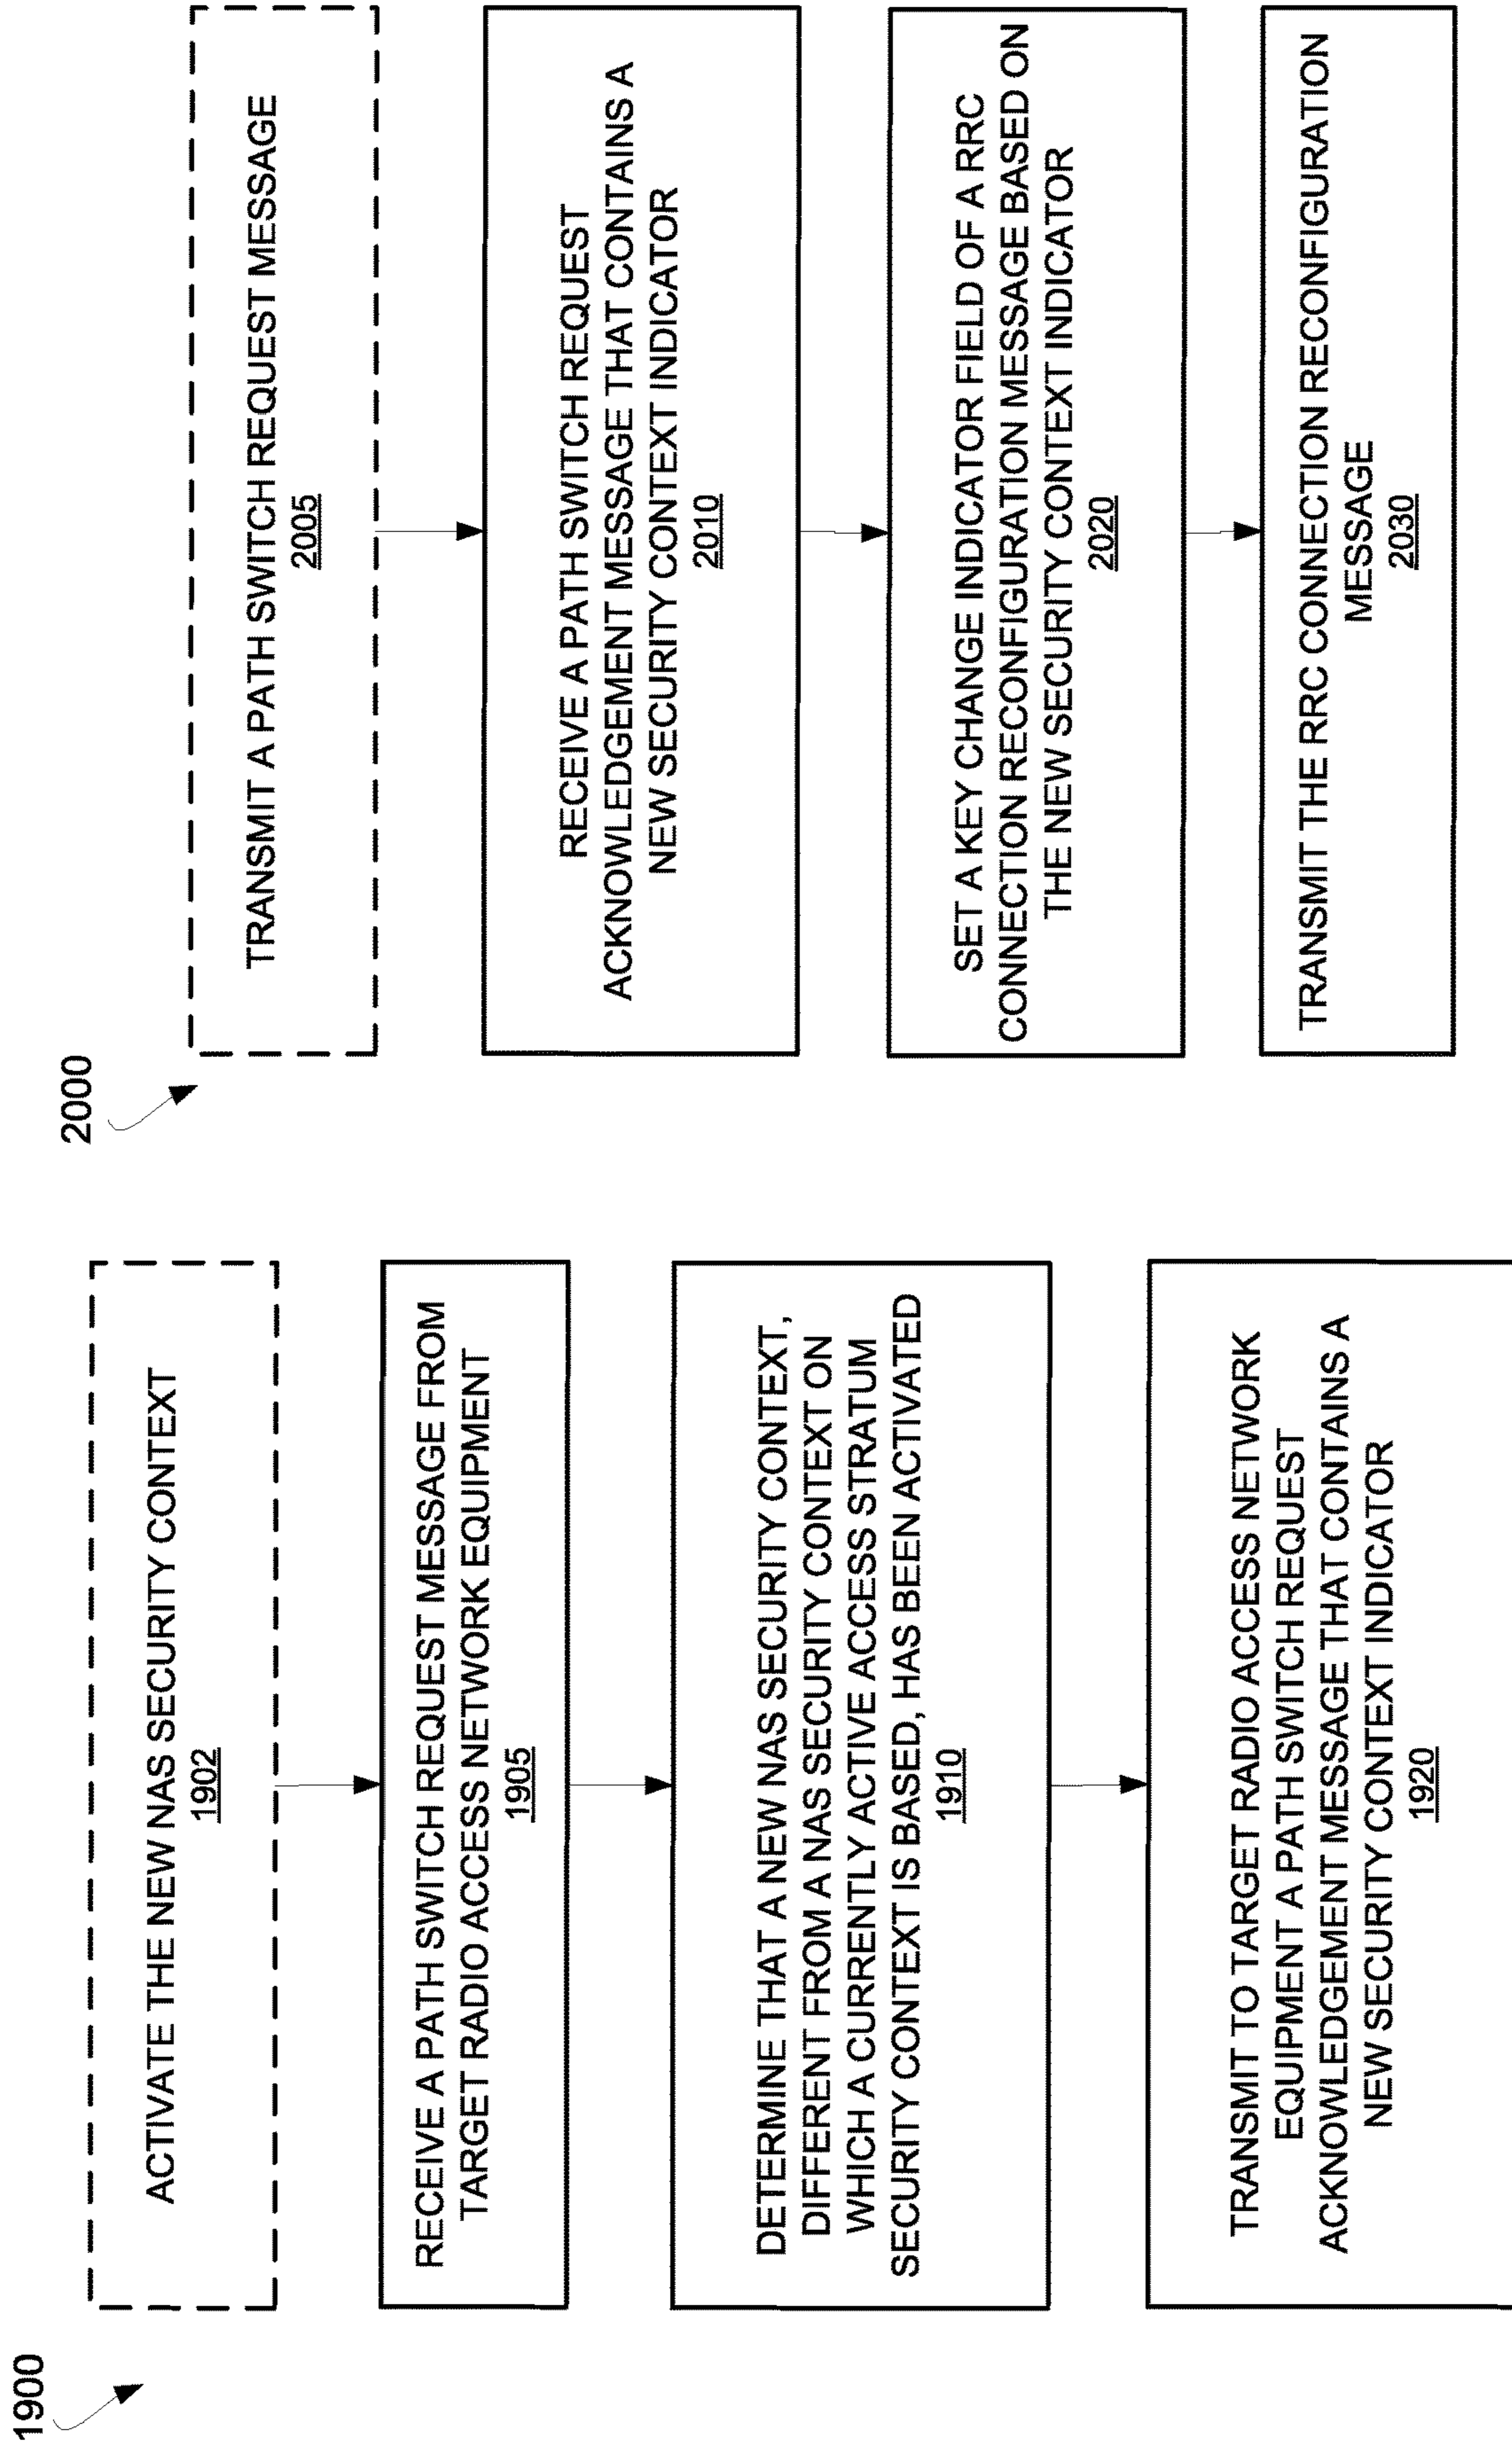 1900
ACTIVATE THE NEW NAS SECURITY CONTEXT
1902
RECEIVE A PATH SWITCH REQUEST MESSAGE FROM
TARGET RADIO ACCESS NETWORK EQUIPMENT
1905
DETERMINE THAT A NEW NAS SECURITY CONTEXT,
DIFFERENT FROM A NAS SECURITY CONTEXT ON
WHICH A CURRENTLY ACTIVE ACCESS STRATUM
SECURITY CONTEXT IS BASED, HAS BEEN ACTIVATED
1910
TRANSMIT TO TARGET RADIO ACCESS NETWORK
EQUIPMENT A PATH SWITCH REQUEST
ACKNOWLEDGEMENT MESSAGE THAT CONTAINS A
NEW SECURITY CONTEXT INDICATOR
1920
2000
TRANSMIT A PATH SWITCH REQUEST MESSAGE
2005
RECEIVE A PATH SWITCH REQUEST
ACKNOWLEDGEMENT MESSAGE THAT CONTAINS A
NEW SECURITY CONTEXT INDICATOR
2010
SET A KEY CHANGE INDICATOR FIELD OF A RRC
CONNECTION RECONFIGURATION MESSAGE BASED ON
THE NEW SECURITY CONTEXT INDICATOR
2020
TRANSMIT THE RRC CONNECTION RECONFIGURATION
MESSAGE
2030